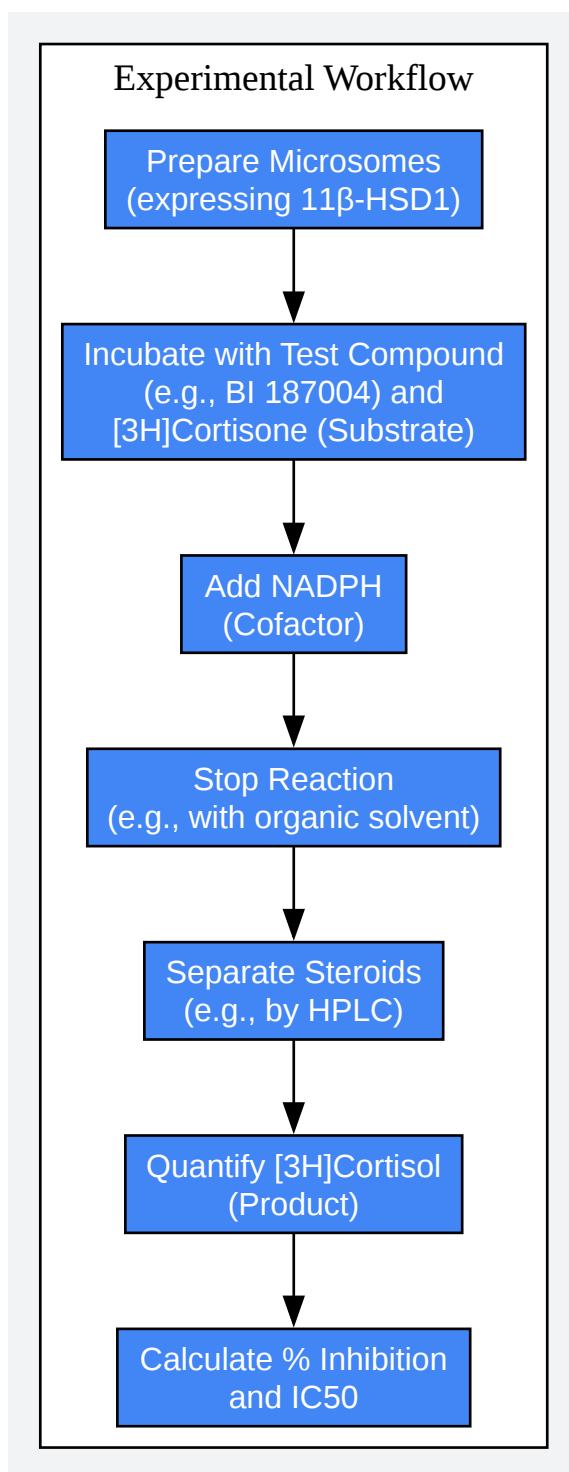 Experimental Workflow
Prepare Microsomes
(expressing 11β-HSD1)
Incubate with Test Compound
(e.g., BI 187004) and
[3H]Cortisone (Substrate)
Add NADPH
(Cofactor)
Stop Reaction
(e.g., with organic solvent)
Separate Steroids
(e.g., by HPLC)
Quantify [3H]Cortisol
(Product)
Calculate % Inhibition
and IC50